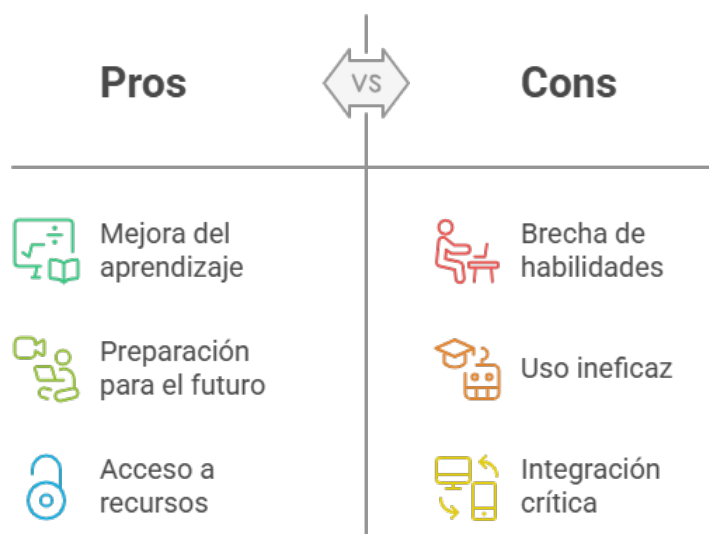 Pros
VS
Cons
Mejora del
aprendizaje
Preparación
para el futuro
Acceso a
recursos
Brecha de
habilidades
Uso ineficaz
Integración
crítica